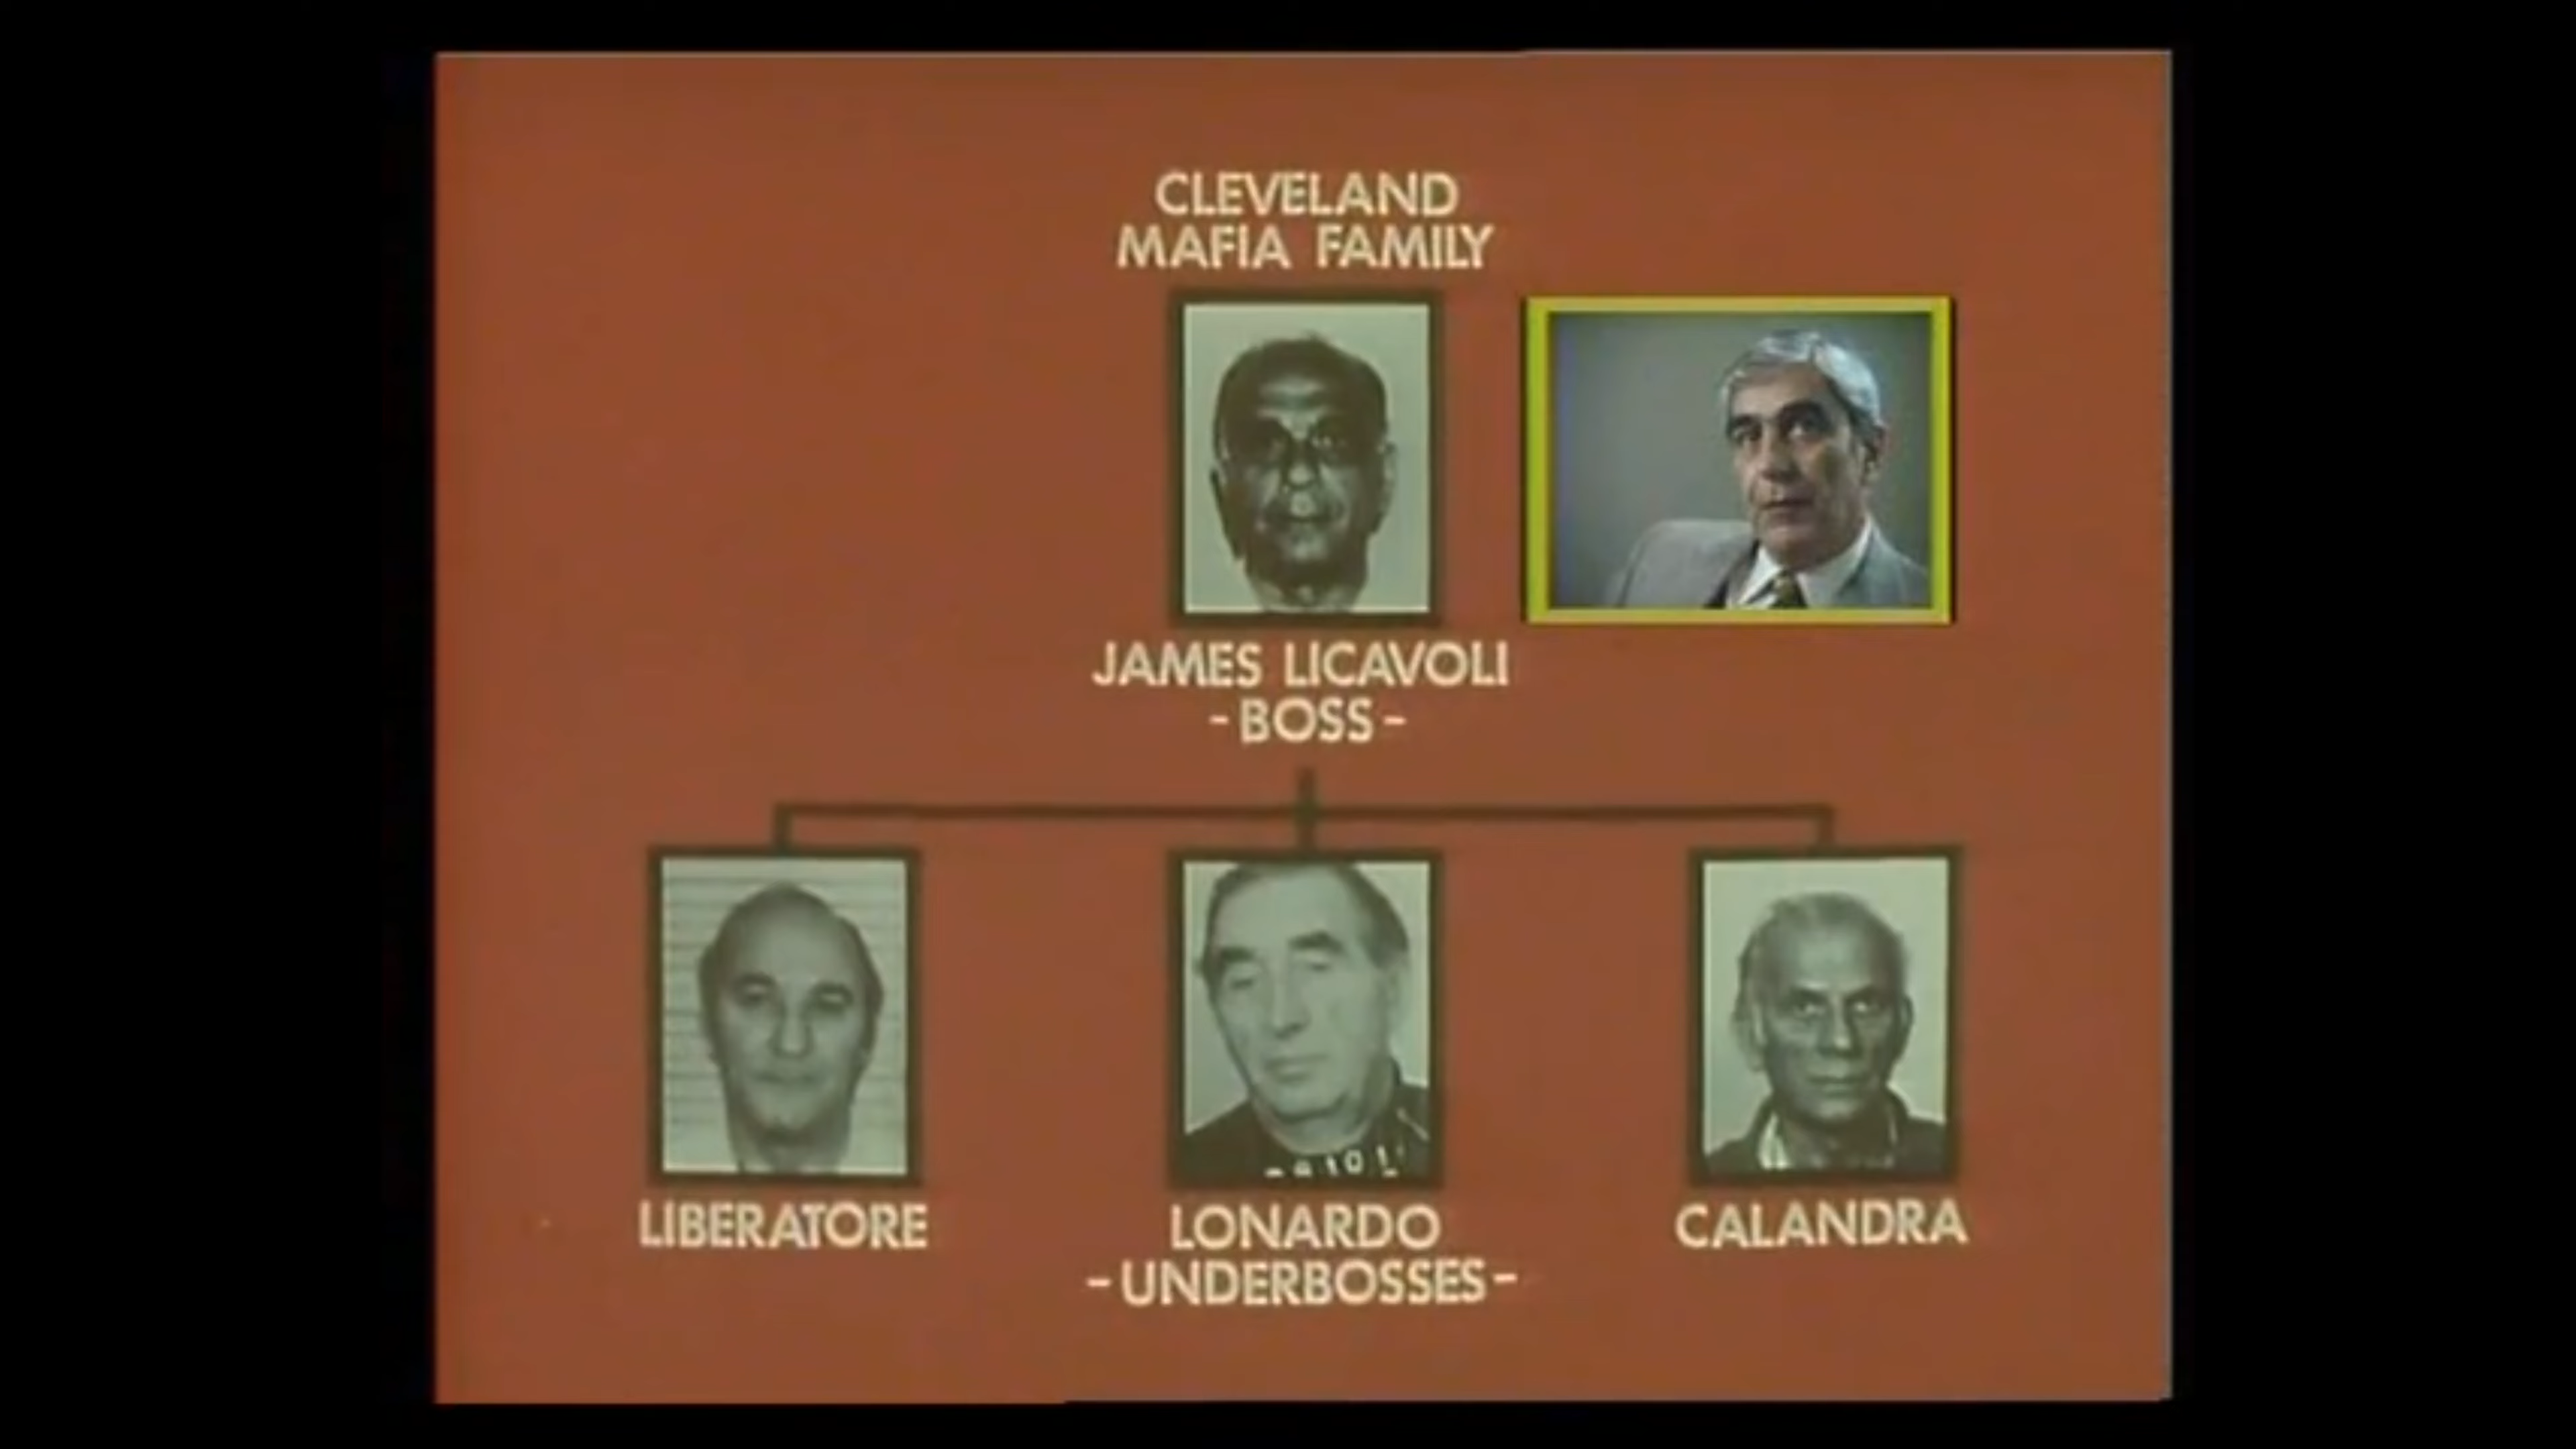 CLEVELAND
MAFIA FAMILY
JAMES LICAVOLI
-BOSS-
LIBERATORE
LONARDO
CALANDRA
-UNDERBOSSES-